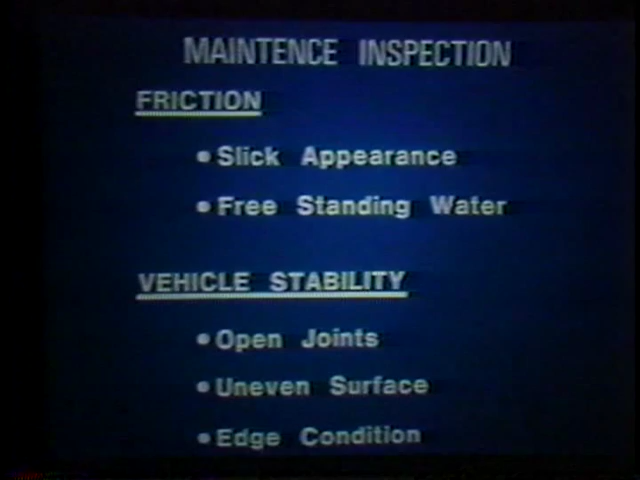 MAINTENCE INSPECTION
FRICTION
• Slick Appearance
• Free Standing Water
VEHICLE STABILITY
• Open Joints
• Uneven Surface
• Edge Condition